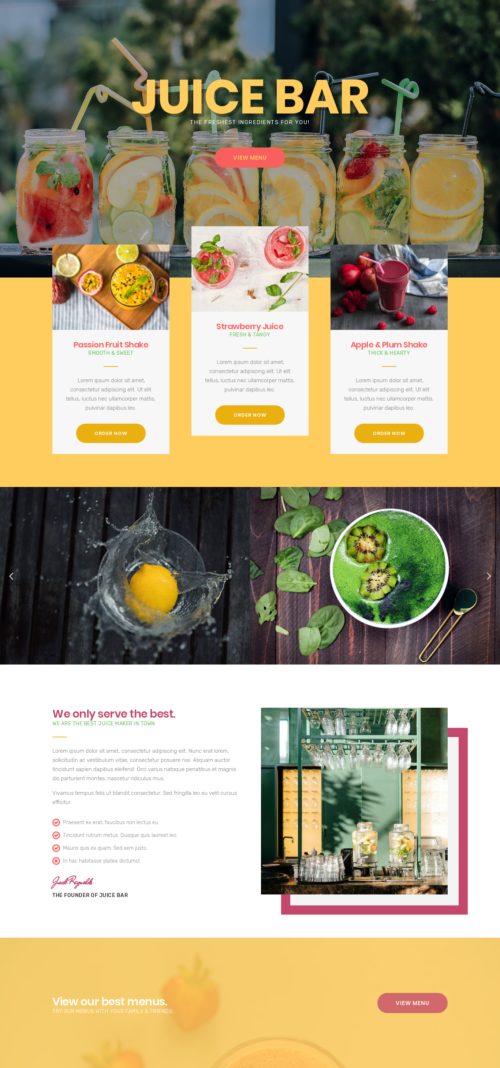 JUICE BAR
THE FRESHEST INGREDIENTS FOR YOU!
VIEW MENU
Passion Fruit Shake
SMOOTH & SWEET
Lorem ipsum dolor sit amet,
consectetur adipiscing elit. Ut elit
tellus, luctus nec ullamcorper mattis,
pulvinar dapibus leo.
ORDER NOW
Strawberry Juice
FRESH & TANGY
Lorem ipsum dolor sit amet,
consectetur adipiscing elit. Ut elit
tellus, luctus nec ullamcorper mattis,
pulvinar dapibus leo.
ORDER NOW
Apple & Plum Shake
THICK & HEARTY
Lorem ipsum dolor sit amet,
consectetur adipiscing elit. Ut elit
tellus, luctus nec ullamcorper mattis,
pulvinar dapibus leo.
ORDER NOW
We only serve the best.
WE ARE THE BEST JUICE MAKER IN TOWN
Lorem ipsum dolor sit amet, consectetur adipiscing elit. Nunc erat lorem,
sollicitudin ac vestibulum vitae, consectetur posuere nisi. Aliquam auctor
tincidunt sapien dapibus eleifend. Orci varius natoque penatibus et magnis
dis parturient montes, nascetur ridiculus mus.
Vivamus tempus felis ut blandit consectetur. Sed fringilla leo velit cursus
efficitur.
Praesent ex erat, faucibus non lectus eu.
Tincidunt rutrum metus. Quisque quis laoreet leo.
Mauris quis ex quam. Sed sem justo.
In hac habitasse platea dictumst.
THE FOUNDER OF JUICE BAR
View our best menus.
TRY OUR MENUS WITH YOUR FAMILY & FRIENDS
VIEW MENU